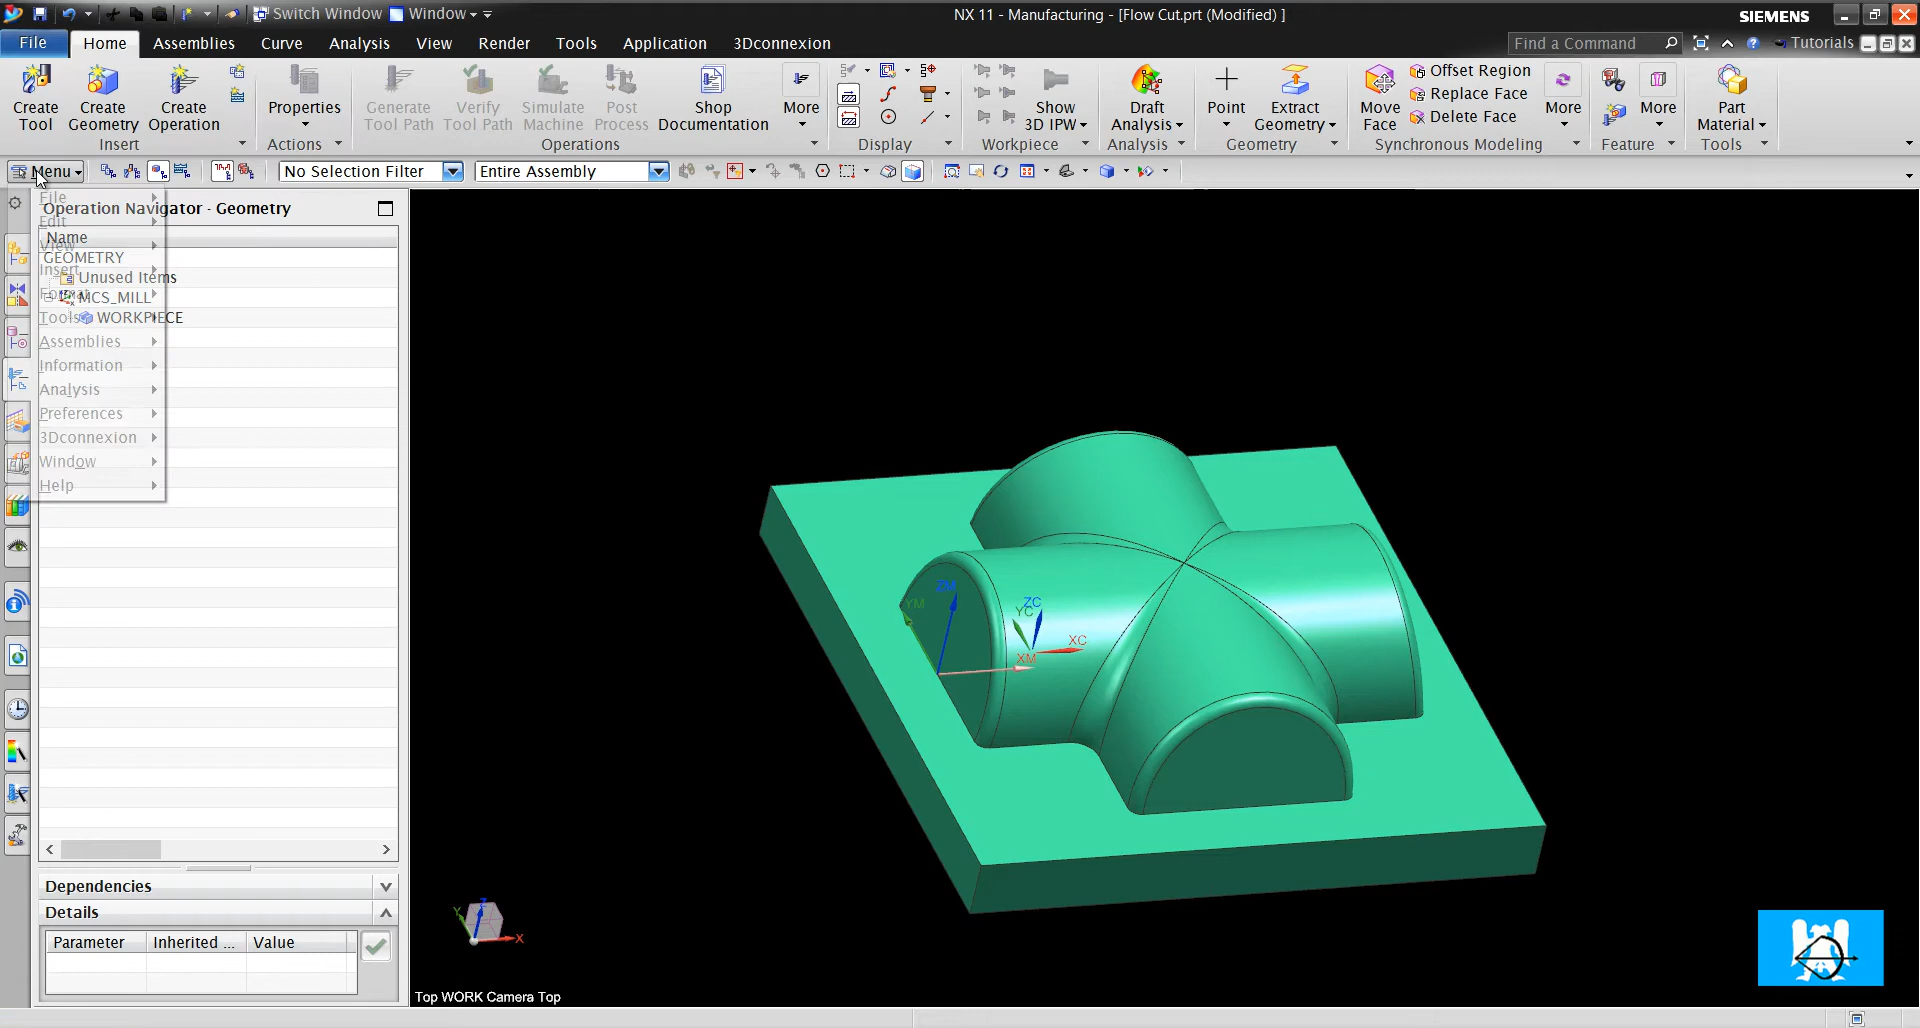 Switch Window Window
NX 11 - Manufacturing - [Flow Cut.prt (Modified) ]
SIEMENS
File Home Assemblies Curve Analysis View Render Tools Application 3Dconnexion
Find a Command
Tutorials
Create Tool
Create Geometry
Create Operation
Insert
Properties
Actions
Generate Tool Path
Verify Tool Path
Simulate Machine
Post Process
Shop Documentation
More
Operations
Display
Show 3D IPW
Workpiece
Draft Analysis
Analysis
Point
Extract Geometry
Geometry
Move Face
Offset Region
Replace Face
Delete Face
More
Synchronous Modeling
More
Feature
Part Material
Tools
Menu
No Selection Filter
Entire Assembly
File
Edit
View
Insert
Format
Tools
Assemblies
Information
Analysis
Preferences
3Dconnexion
Window
Help
Operation Navigator - Geometry
Name
GEOMETRY
Unused Items
MCS_MILL
WORKPIECE
Dependencies
Details
Parameter Inherited ... Value
ZM
YM
XM
ZC
YC
XC
Z
Y
X
Top WORK Camera Top